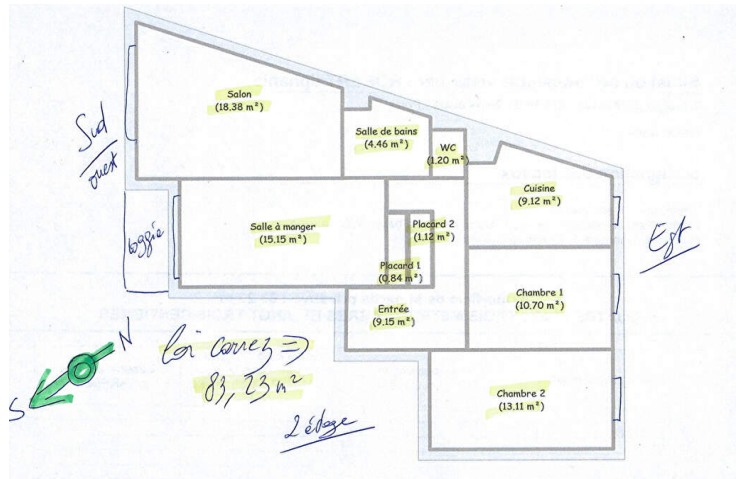 Salon
(18,38 m²)
Salle de bains
(4,46 m²)
WC
(1,20 m²)
Cuisine
(9,12 m²)
Sud
ouest
Salle à manger
(15,15 m²)
Placard 2
(1,12 m²)
loggia
Est
Placard 1
(0,84 m²)
Chambre 1
(10,70 m²)
Entrée
(9,15 m²)
N
S
loi carrez =>
83,23 m²
Chambre 2
(13,11 m²)
2 étage